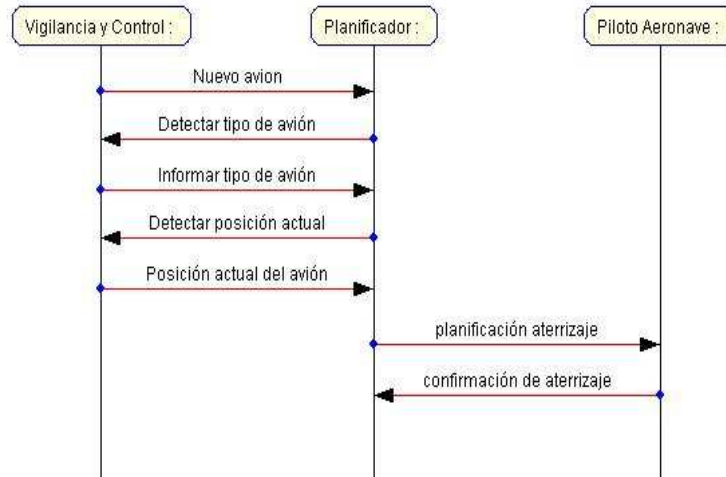 Vigilancia y Control :
Planificador :
Piloto Aeronave :
Nuevo avion
Detectar tipo de avión
Informar tipo de avión
Detectar posición actual
Posición actual del avión
planificación aterrizaje
confirmación de aterrizaje